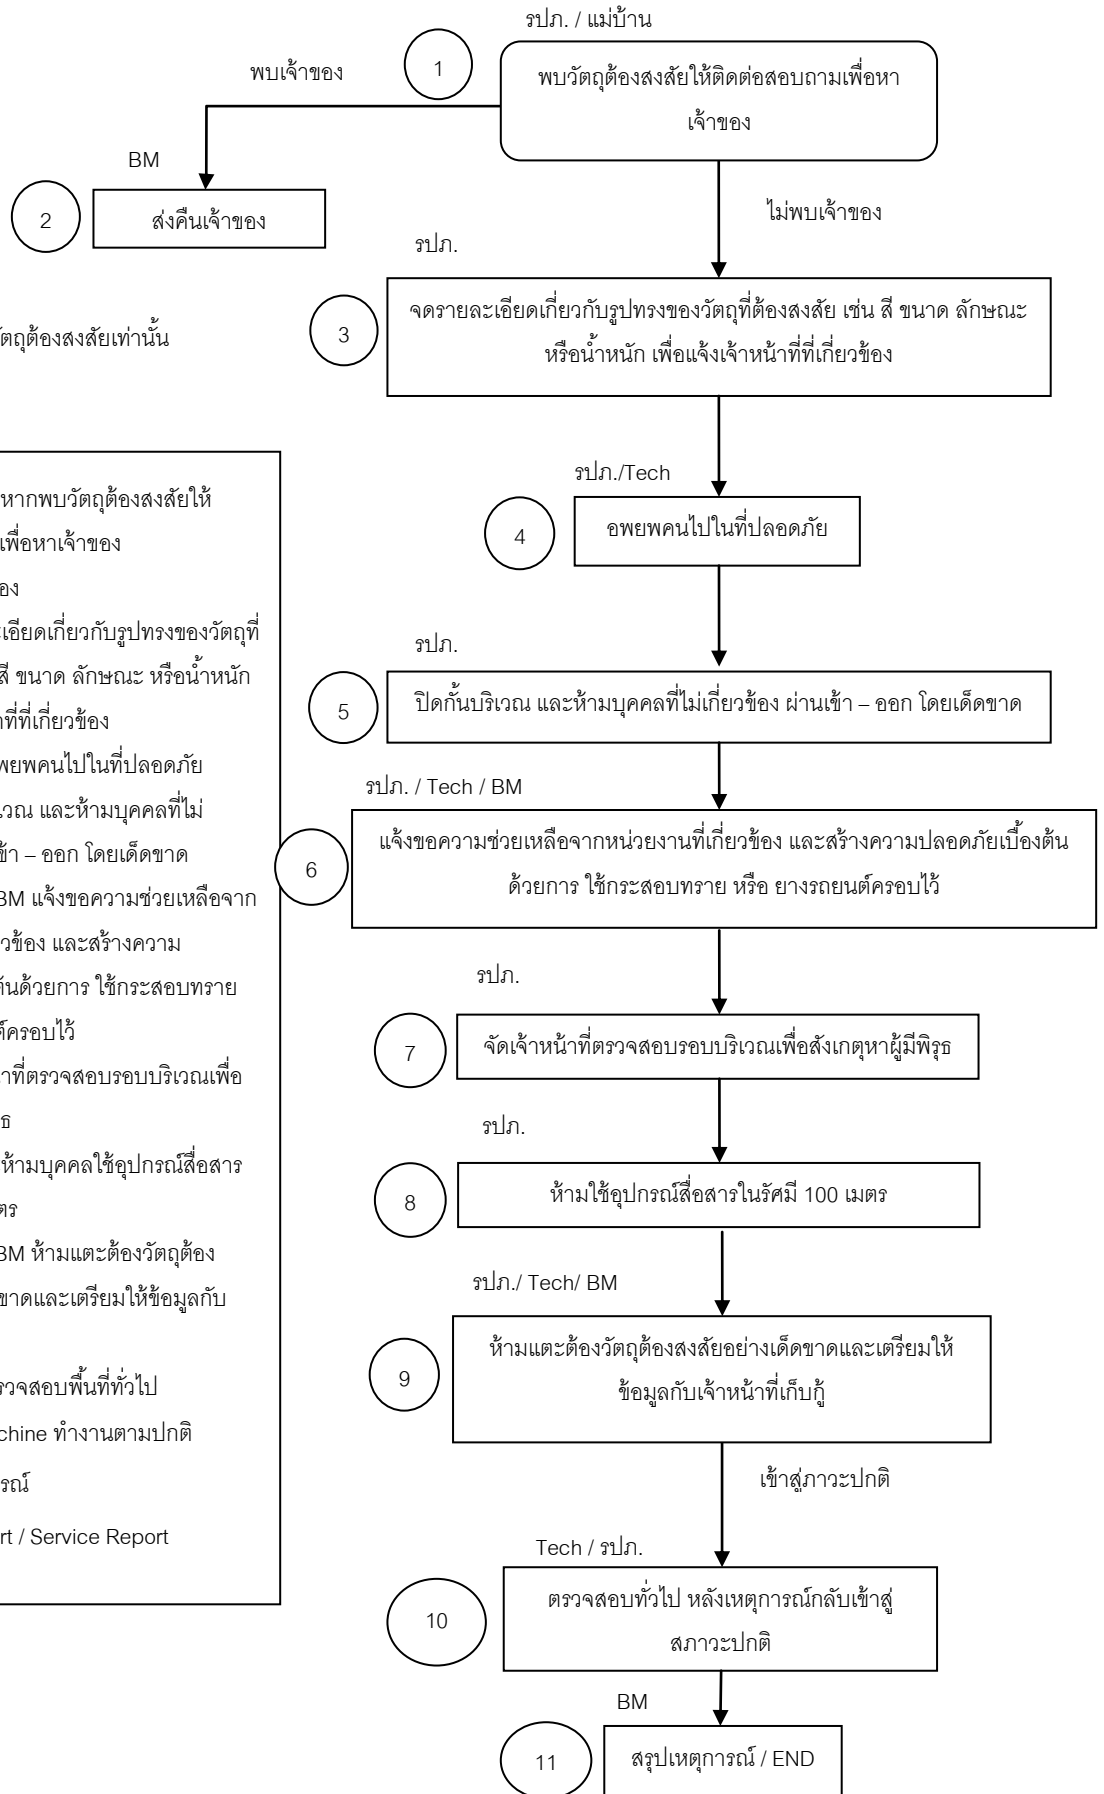 รปภ. / แม่บ้าน
พบเจ้าของ
1
พบวัตถุต้องสงสัยให้ติดต่อสอบถามเพื่อหา
เจ้าของ
BM
2
ส่งคืนเจ้าของ
ไม่พบเจ้าของ
รปภ.
3
จดรายละเอียดเกี่ยวกับรูปทรงของวัตถุที่ต้องสงสัย เช่น สี ขนาด ลักษณะ
หรือน้ำหนัก เพื่อแจ้งเจ้าหน้าที่ที่เกี่ยวข้อง
ัตถุต้องสงสัยเท่านั้น
รปภ./Tech
4
อพยพคนไปในที่ปลอดภัย
รปภ.
5
ปิดกั้นบริเวณ และห้ามบุคคลที่ไม่เกี่ยวข้อง ผ่านเข้า – ออก โดยเด็ดขาด
รปภ. / Tech / BM
6
แจ้งขอความช่วยเหลือจากหน่วยงานที่เกี่ยวข้อง และสร้างความปลอดภัยเบื้องต้น
ด้วยการ ใช้กระสอบทราย หรือ ยางรถยนต์ครอบไว้
รปภ.
7
จัดเจ้าหน้าที่ตรวจสอบรอบบริเวณเพื่อสังเกตุหาผู้มีพิรุธ
รปภ.
8
ห้ามใช้อุปกรณ์สื่อสารในรัศมี 100 เมตร
รปภ./ Tech/ BM
9
ห้ามแตะต้องวัตถุต้องสงสัยอย่างเด็ดขาดและเตรียมให้
ข้อมูลกับเจ้าหน้าที่เก็บกู้
เข้าสู่ภาวะปกติ
Tech / รปภ.
10
ตรวจสอบทั่วไป หลังเหตุการณ์กลับเข้าสู่
สภาวะปกติ
BM
11
สรุปเหตุการณ์ / END
หากพบวัตถุต้องสงสัยให้
เพื่อหาเจ้าของ
อง
ะเอียดเกี่ยวกับรูปทรงของวัตถุที่
สี ขนาด ลักษณะ หรือน้ำหนัก
าที่ที่เกี่ยวข้อง
พยพคนไปในที่ปลอดภัย
เวณ และห้ามบุคคลที่ไม่
ข้า – ออก โดยเด็ดขาด
BM แจ้งขอความช่วยเหลือจาก
ยวข้อง และสร้างความ
ต้นด้วยการ ใช้กระสอบทราย
ต์ครอบไว้
าที่ตรวจสอบรอบบริเวณเพื่อ
ธ
ห้ามบุคคลใช้อุปกรณ์สื่อสาร
ตร
BM ห้ามแตะต้องวัตถุต้อง
ขาดและเตรียมให้ข้อมูลกับ
รวจสอบพื้นที่ทั่วไป
chine ทำงานตามปกติ
รณ์
rt / Service Report